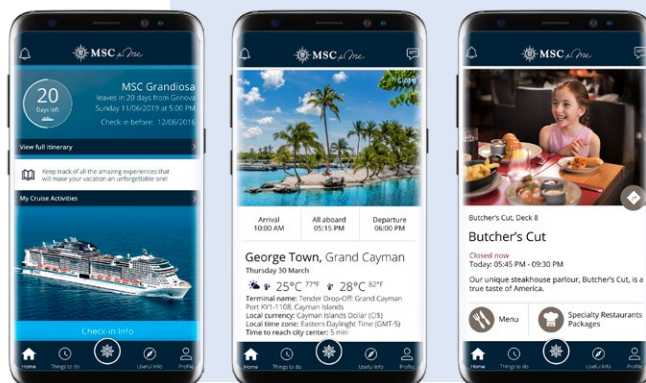 MSC for Me
20
Days left
MSC Grandiosa
leaves in 20 days from Genova
Sunday 11/06/2019 at 5:00 PM
Check-in before: 12/06/2016
View full itinerary
Keep track of all the amazing experiences that
will make your vacation an unforgettable one!
My Cruise Activities
Check-in Info
Home
Things to do
Useful Info
Profile
MSC for Me
Close
Arrival
10:00 AM
All aboard
05:15 PM
Departure
06:00 PM
George Town, Grand Cayman
Thursday 30 March
25°C 77°F 28°C 82°F
Terminal name: Tender Drop-Off: Grand Cayman
Port KV1-1108, Cayman Islands
Local currency: Cayman Islands Dollar (CI$)
Local time zone: Eastern Daylight Time (GMT-5)
Time to reach city center: 5 min
Home
Things to do
Useful Info
Profile
MSC for Me
Butcher's Cut, Deck 8
Butcher's Cut
Closed now
Today: 05:45 PM - 09:30 PM
Our unique steakhouse parlour, Butcher's Cut, is a
true taste of America.
Menu
Specialty Restaurants
Packages
Home
Things to do
Useful Info
Profile